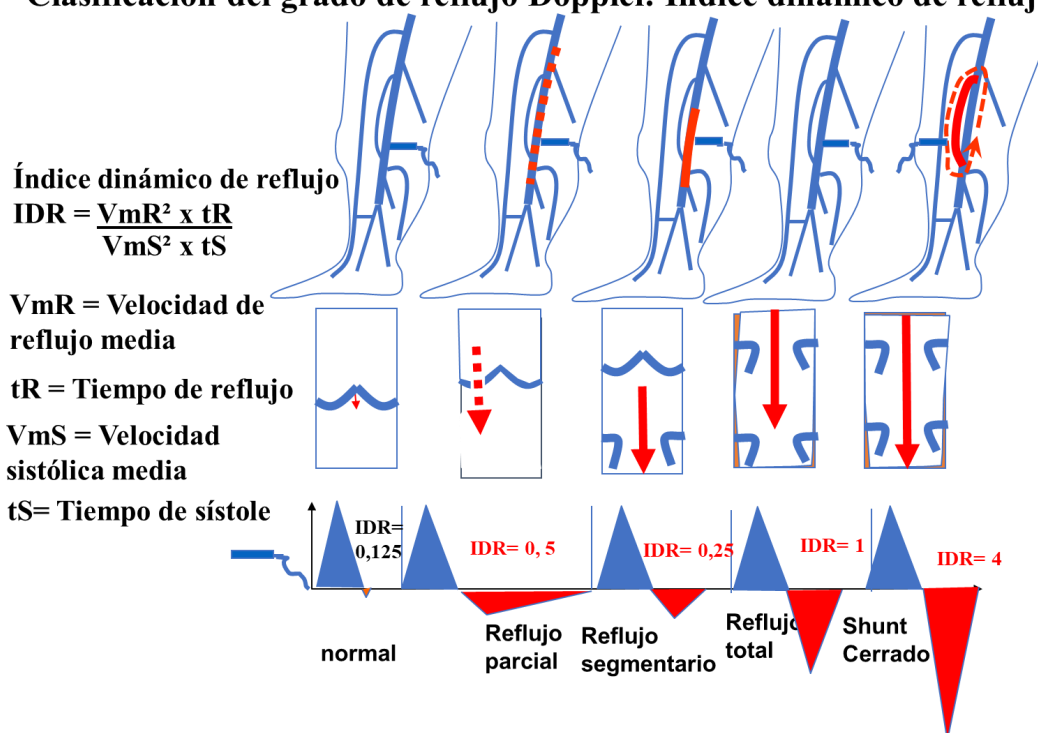 Clasificación del grado de reflujo Doppler. Índice dinámico de reflujo
Índice dinámico de reflujo
IDR = VmR² x tR
VmS² x tS
VmR = Velocidad de
reflujo media
tR = Tiempo de reflujo
VmS = Velocidad
sistólica media
tS= Tiempo de sístole
IDR=
0,125
IDR= 0, 5
IDR= 0,25
IDR= 1
IDR= 4
normal
Reflujo
parcial
Reflujo
segmentario
Reflujo
total
Shunt
Cerrado